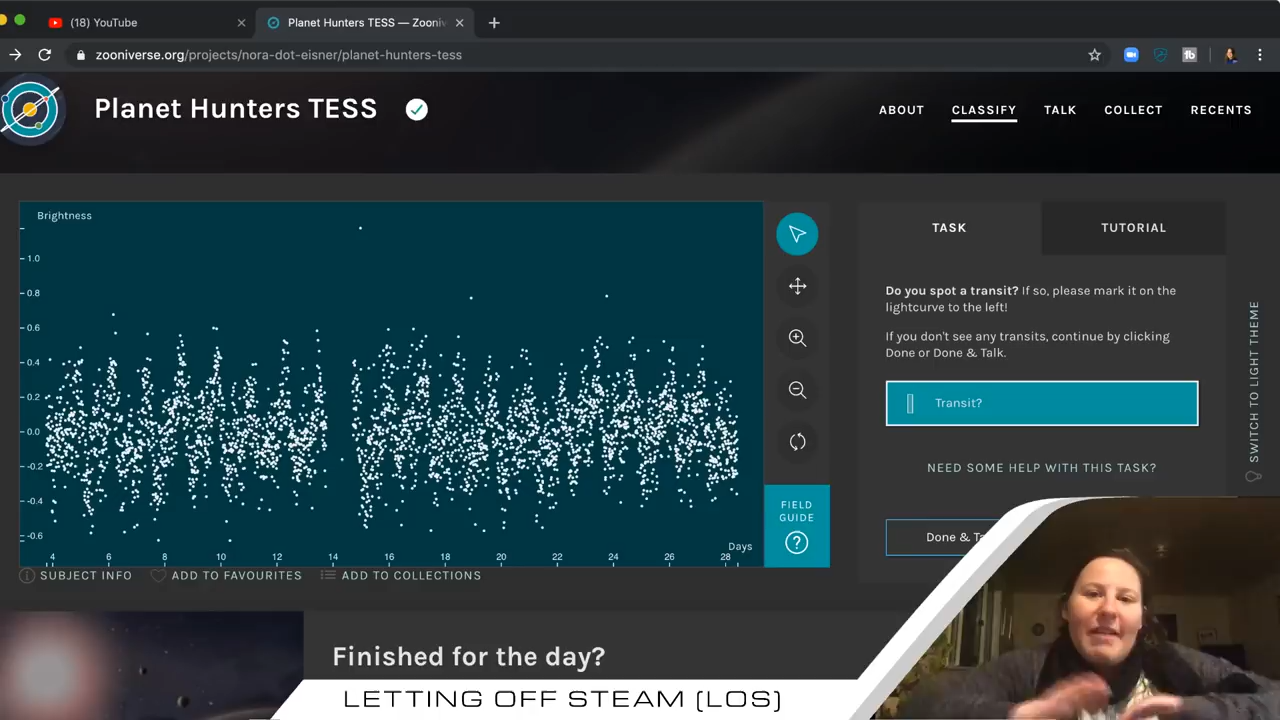 (18) YouTube
Planet Hunters TESS — Zooniv
zooniverse.org/projects/nora-dot-eisner/planet-hunters-tess
fb
Planet Hunters TESS
ABOUT
CLASSIFY
TALK
COLLECT
RECENTS
Brightness
1.0
0.8
0.6
0.4
0.2
0.0
-0.2
-0.4
-0.6
4
6
8
10
12
14
16
18
20
22
24
26
28
Days
FIELD
GUIDE
?
SUBJECT INFO
ADD TO FAVOURITES
ADD TO COLLECTIONS
TASK
TUTORIAL
Do you spot a transit? If so, please mark it on the
lightcurve to the left!
If you don't see any transits, continue by clicking
Done or Done & Talk.
Transit?
NEED SOME HELP WITH THIS TASK?
Done & Ta
SWITCH TO LIGHT THEME
Finished for the day?
LETTING OFF STEAM (LOS)